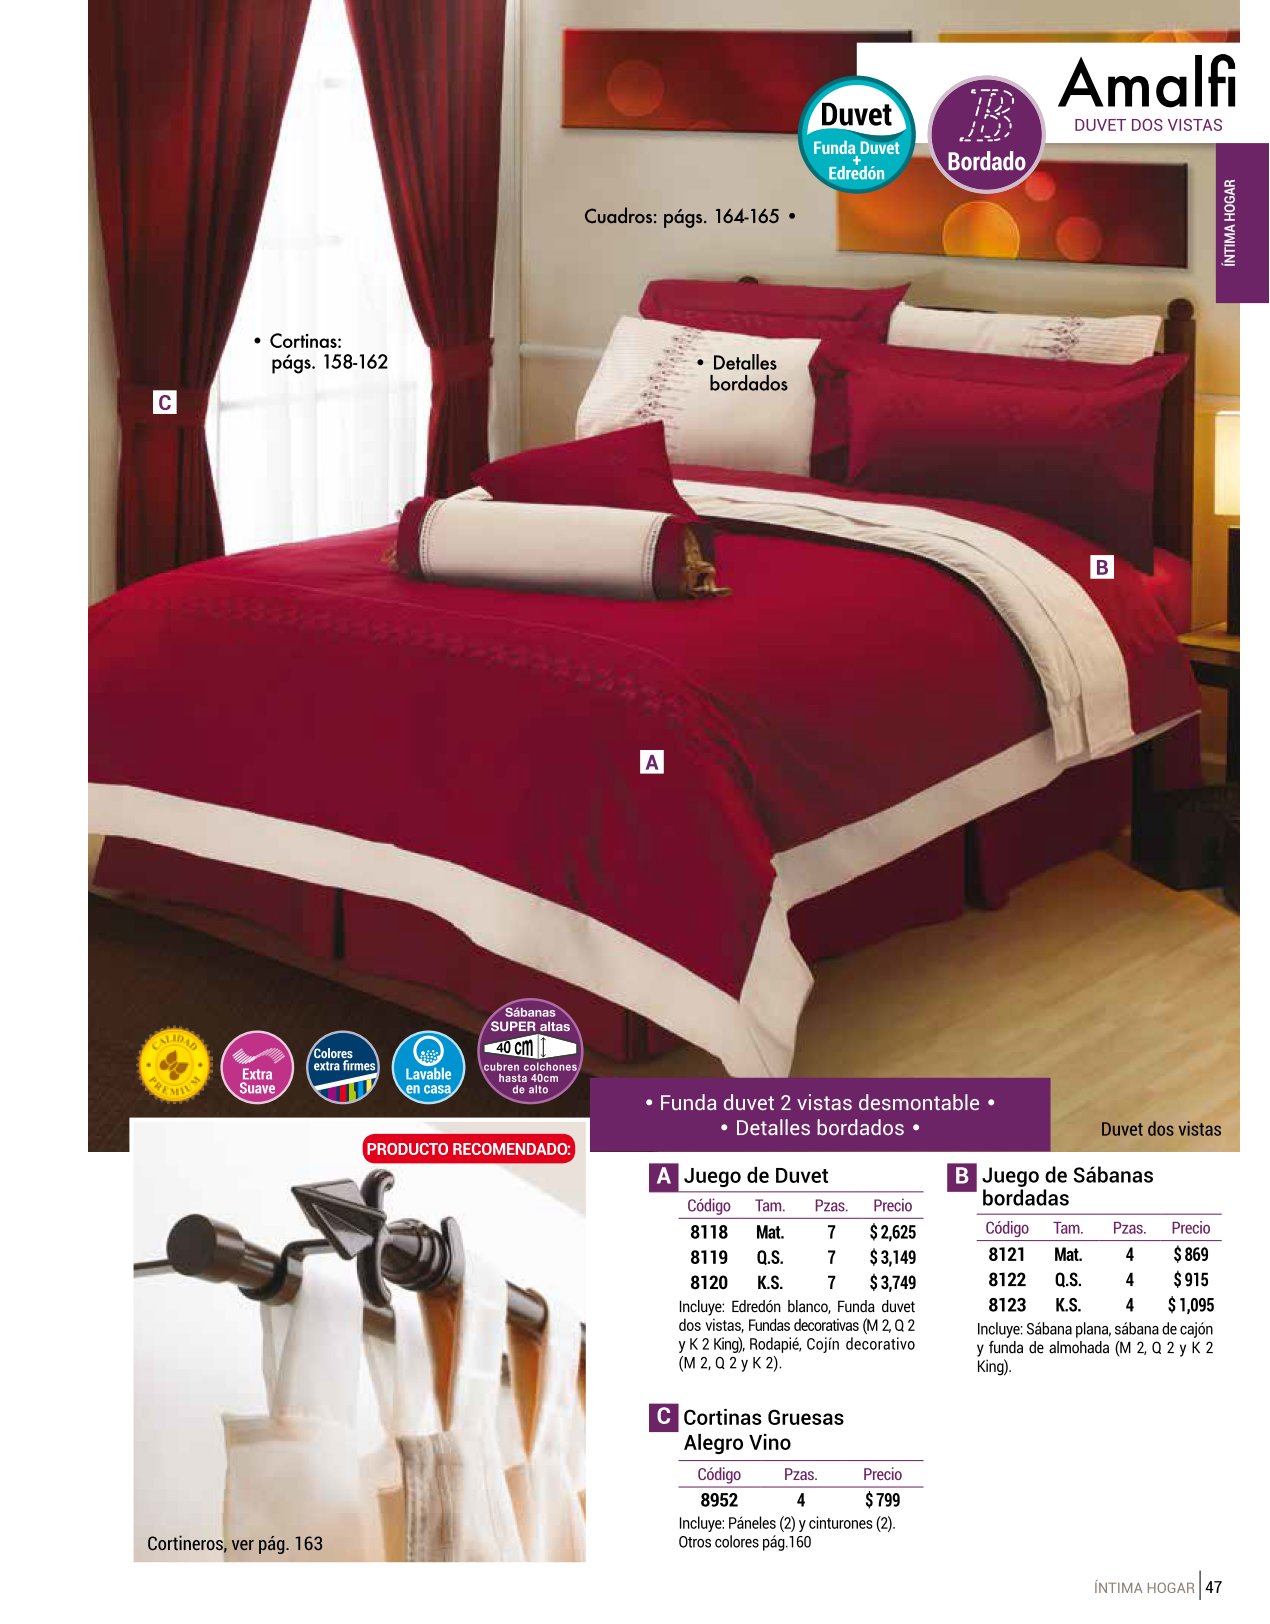 Amalfi
DUVET DOS VISTAS
Duvet
Funda Duvet
+
Edredón
B
Bordado
ÍNTIMA HOGAR
Cuadros: págs. 164-165 •
• Cortinas:
págs. 158-162
• Detalles
bordados
C
B
A
CALIDAD
PREMIUM
Extra
Suave
Colores
extra firmes
Lavable
en casa
Sábanas
SUPER altas
40 cm
cubren colchones
hasta 40cm
de alto
• Funda duvet 2 vistas desmontable •
• Detalles bordados •
Duvet dos vistas
PRODUCTO RECOMENDADO:
Cortineros, ver pág. 163
A Juego de Duvet
Código Tam. Pzas. Precio
8118 Mat. 7 $ 2,625
8119 Q.S. 7 $ 3,149
8120 K.S. 7 $ 3,749
Incluye: Edredón blanco, Funda duvet
dos vistas, Fundas decorativas (M 2, Q 2
y K 2 King), Rodapié, Cojín decorativo
(M 2, Q 2 y K 2).
B Juego de Sábanas
bordadas
Código Tam. Pzas. Precio
8121 Mat. 4 $ 869
8122 Q.S. 4 $ 915
8123 K.S. 4 $ 1,095
Incluye: Sábana plana, sábana de cajón
y funda de almohada (M 2, Q 2 y K 2
King).
C Cortinas Gruesas
Alegro Vino
Código Pzas. Precio
8952 4 $ 799
Incluye: Páneles (2) y cinturones (2).
Otros colores pág.160
ÍNTIMA HOGAR 47